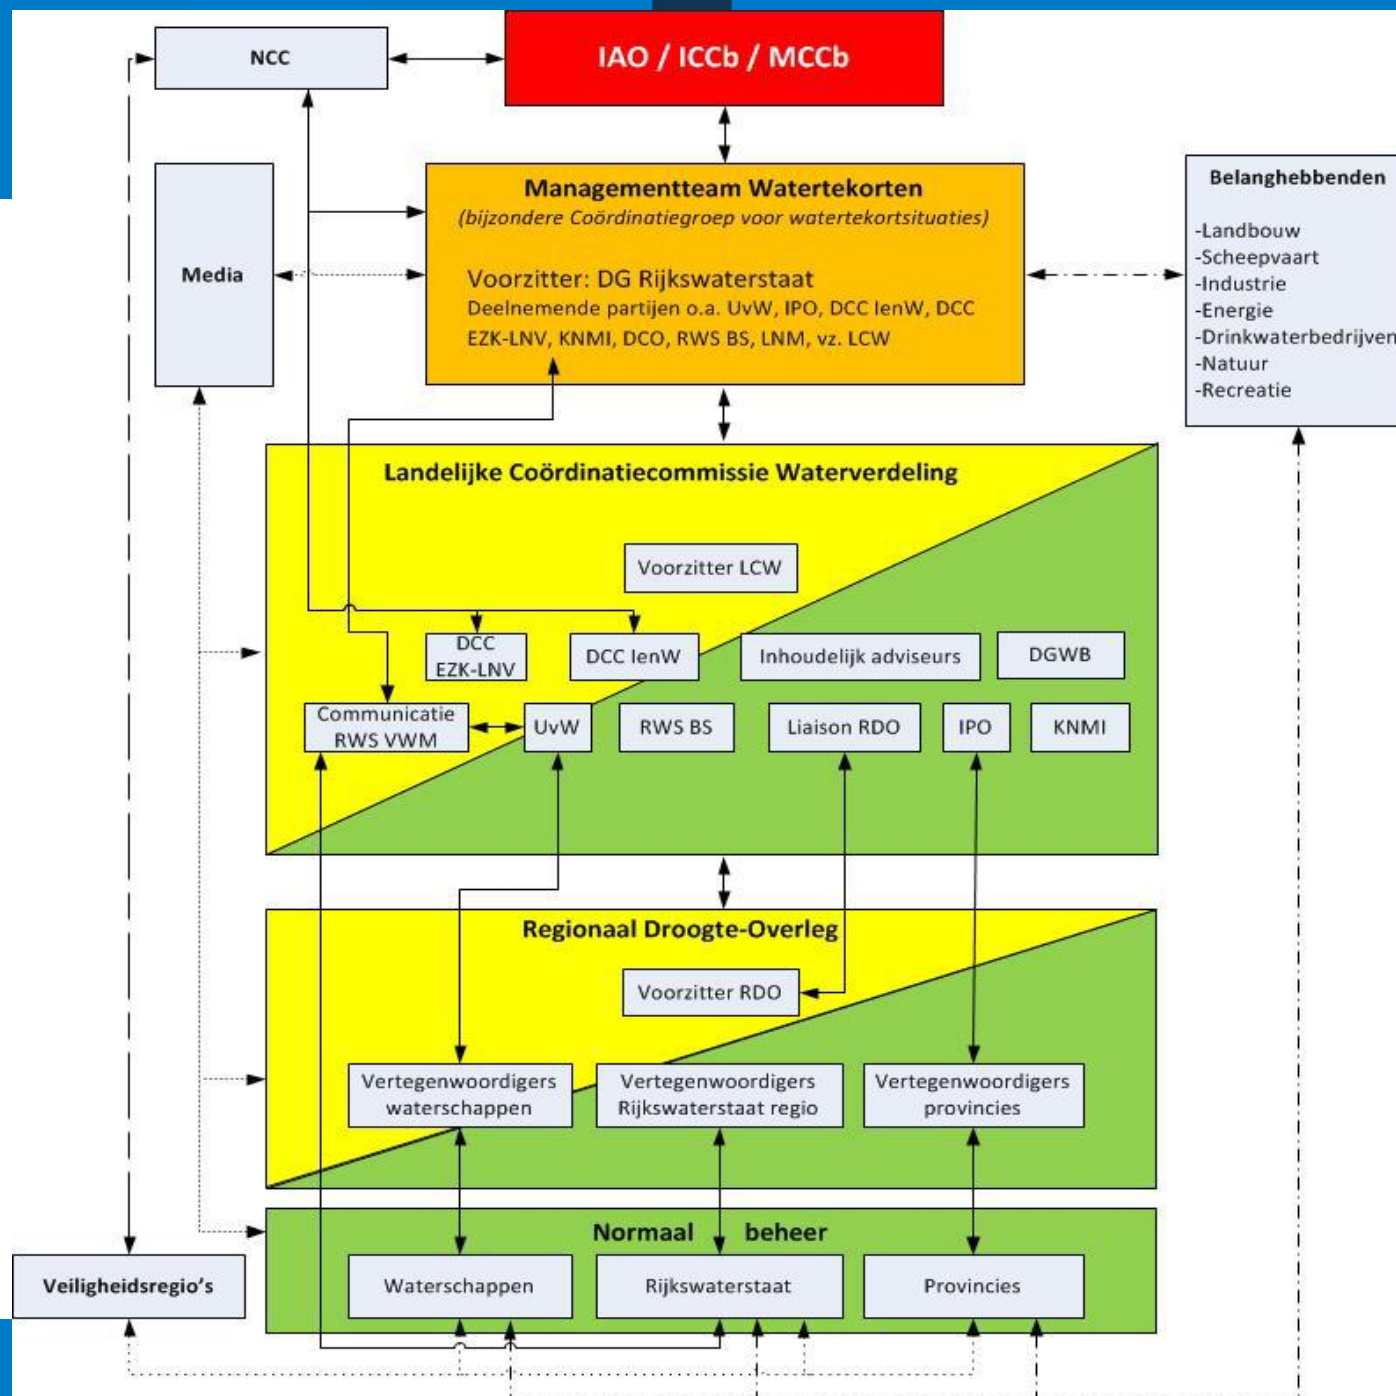 NCC
IAO / ICCb / MCCb
Managementteam Watertekorten
(bijzondere Coördinatiegroep voor watertekortsituaties)
Voorzitter: DG Rijkswaterstaat
Deelnemende partijen o.a. UvW, IPO, DCC IenW, DCC
EZK-LNV, KNMI, DCO, RWS BS, LNM, vz. LCW
Media
Belanghebbenden
-Landbouw
-Scheepvaart
-Industrie
-Energie
-Drinkwaterbedrijven
-Natuur
-Recreatie
Landelijke Coördinatiecommissie Waterverdeling
Voorzitter LCW
DCC
EZK-LNV
DCC IenW
Inhoudelijk adviseurs
DGWB
Communicatie
RWS VWM
UvW
RWS BS
Liaison RDO
IPO
KNMI
Regionaal Droogte-Overleg
Voorzitter RDO
Vertegenwoordigers
waterschappen
Vertegenwoordigers
Rijkswaterstaat regio
Vertegenwoordigers
provincies
Normaal beheer
Veiligheidsregio's
Waterschappen
Rijkswaterstaat
Provincies